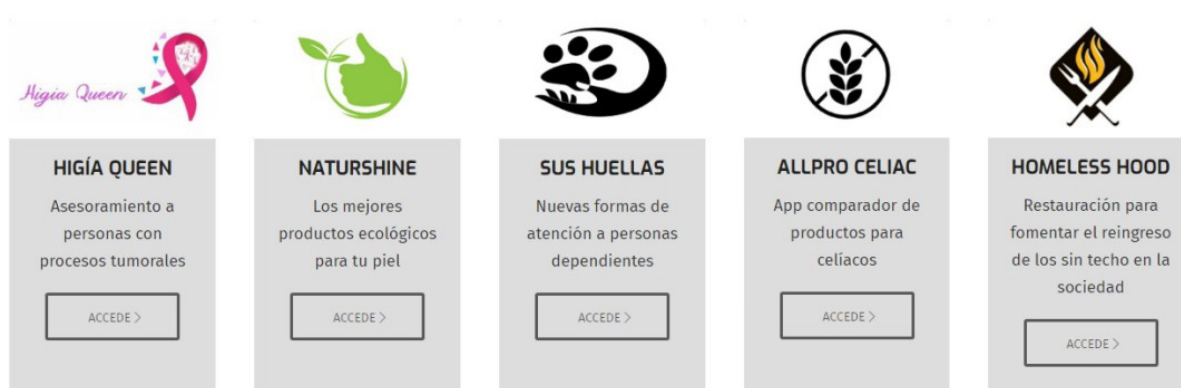 Higia Queen
HIGÍA QUEEN
Asesoramiento a
personas con
procesos tumorales
ACCEDE >
NATURSHINE
Los mejores
productos ecológicos
para tu piel
ACCEDE >
SUS HUELLAS
Nuevas formas de
atención a personas
dependientes
ACCEDE >
ALLPRO CELIAC
App comparador de
productos para
celíacos
ACCEDE >
HOMELESS HOOD
Restauración para
fomentar el reingreso
de los sin techo en la
sociedad
ACCEDE >